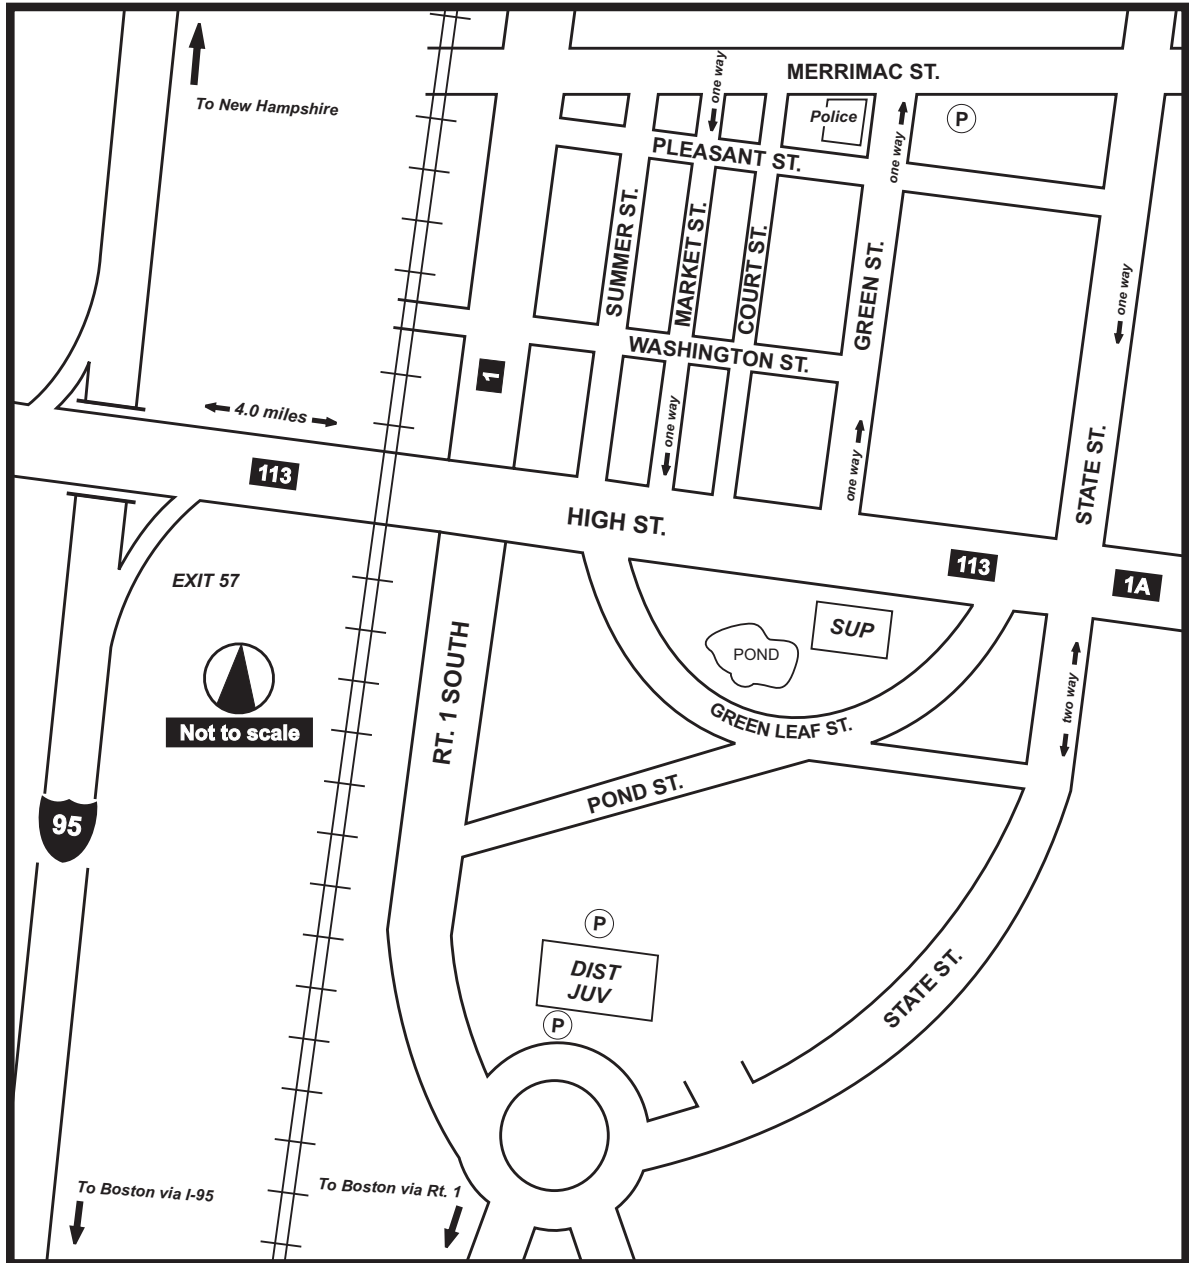 MERRIMAC ST.
one way
To New Hampshire
Police
P
one way
PLEASANT ST.
SUMMER ST.
MARKET ST.
COURT ST.
GREEN ST.
one way
WASHINGTON ST.
1
4.0 miles
one way
one way
STATE ST.
113
HIGH ST.
113
1A
EXIT 57
SUP
POND
RT. 1 SOUTH
two way
GREEN LEAF ST.
Not to scale
POND ST.
95
P
DIST
JUV
P
STATE ST.
To Boston via I-95
To Boston via Rt. 1